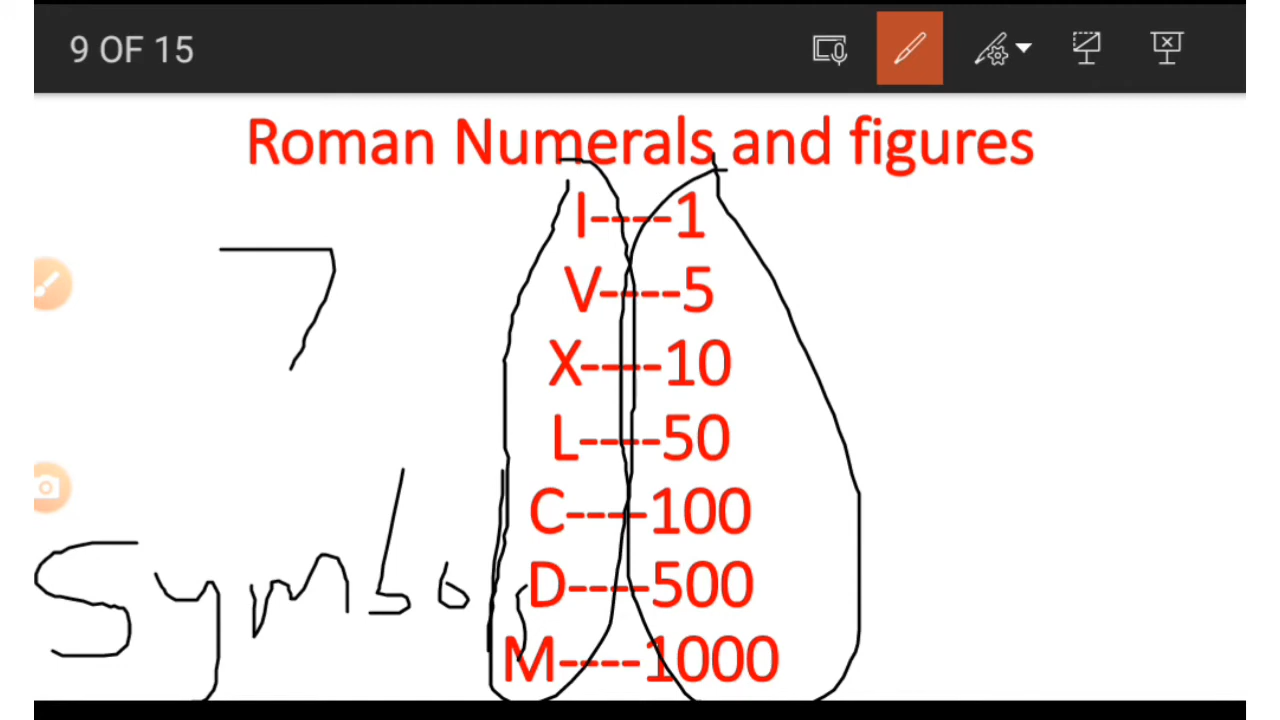 9 OF 15
Roman Numerals and figures
I----1
V----5
X----10
L----50
C----100
D----500
M----1000
7
Symbols